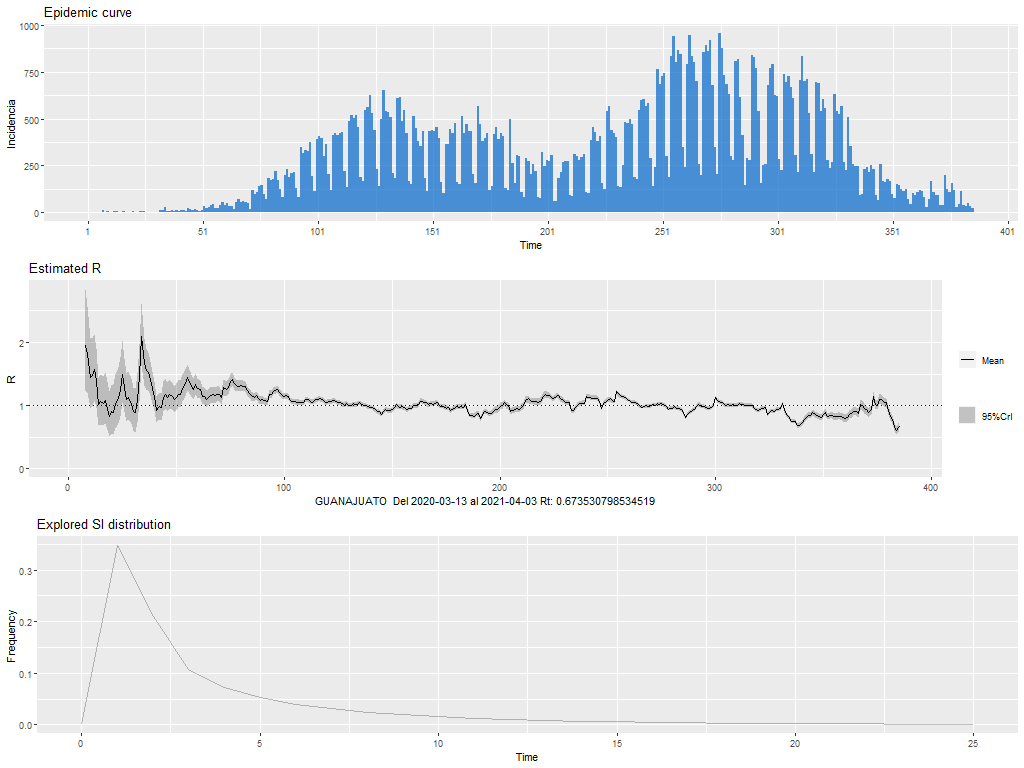 Epidemic curve
1000
750
500
250
0
Incidencia
1 51 101 151 201 251 301 351 401
Time
Estimated R
2
1
0
R
0 100 200 300 400
GUANAJUATO Del 2020-03-13 al 2021-04-03 Rt: 0.673530798534519
Mean
95%CrI
Explored SI distribution
0.3
0.2
0.1
0.0
Frequency
0 5 10 15 20 25
Time